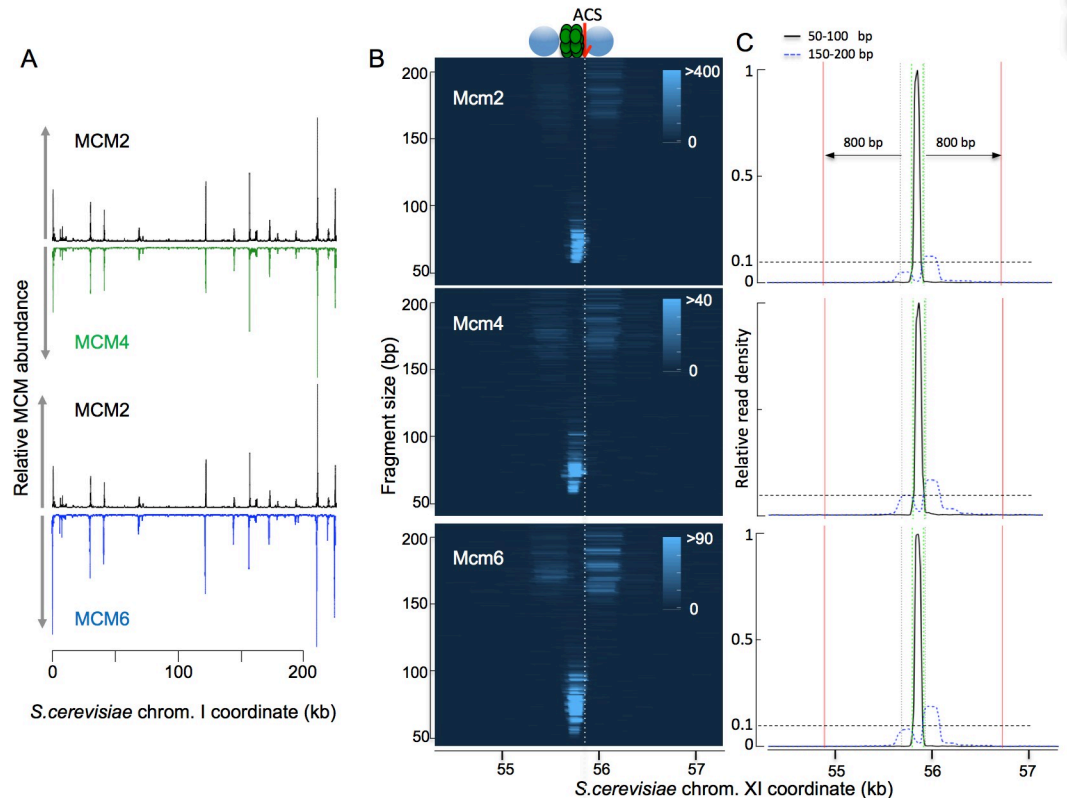 A
MCM2
MCM4
MCM2
MCM6
Relative MCM abundance
0
100
200
S.cerevisiae chrom. I coordinate (kb)
B
ACS
Mcm2
>400
0
200
150
100
50
Mcm4
>40
0
200
150
100
50
Mcm6
>90
0
200
150
100
50
Fragment size (bp)
55
56
57
C
50-100 bp
150-200 bp
800 bp
800 bp
1
0.5
0.1
0
Relative read density
1
0.5
0.1
0
55
56
57
S.cerevisiae chrom. XI coordinate (kb)